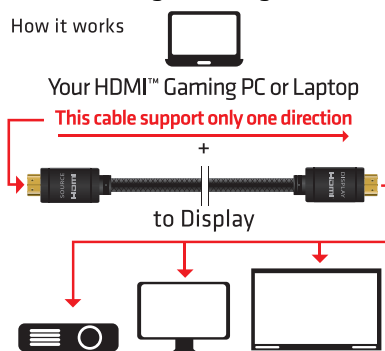 How it works
Your HDMI™ Gaming PC or Laptop
This cable support only one direction
+
SOURCE
HDMI
HDMI
DISPLAY
to Display